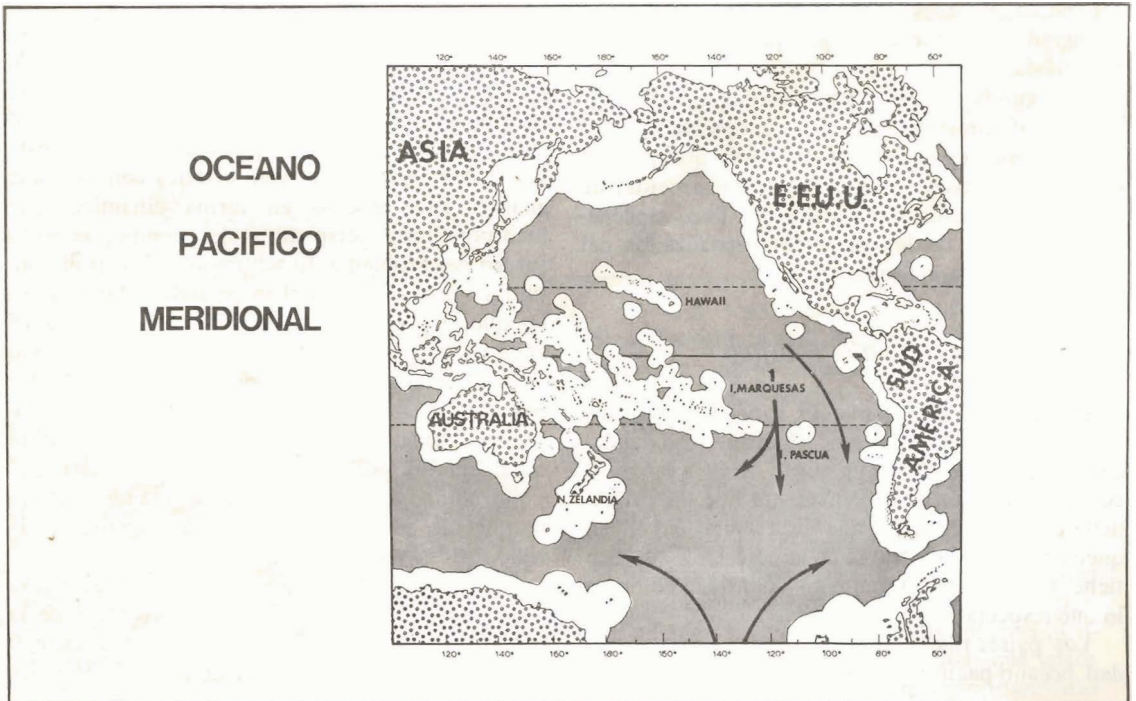 OCEANO
PACIFICO
MERIDIONAL
120° 140° 160° 180° 160° 140° 120° 100° 80° 60°
ASIA
E.E.U.U.
HAWAII
I,MARQUESAS
SUD
AMERICA
AUSTRALIA
I. PASCUA
N. ZELANDIA
120° 140° 160° 180° 160° 140° 120° 100° 80° 60°